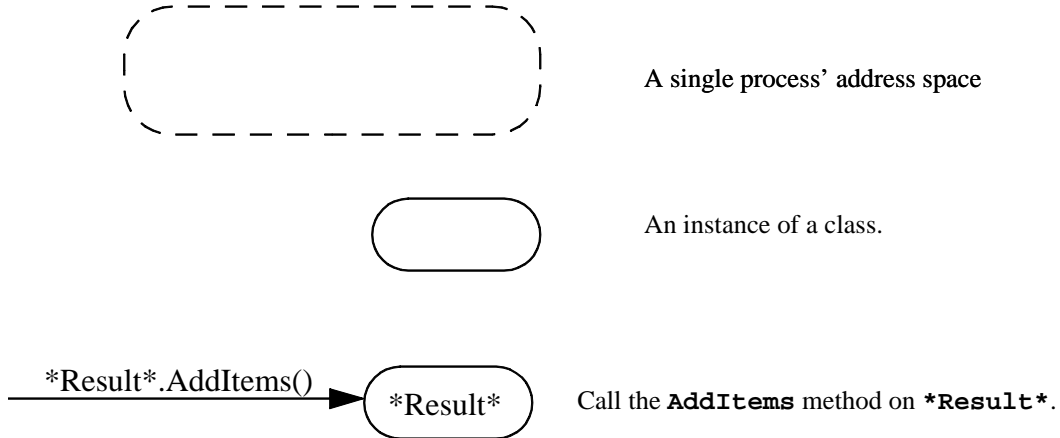 A single process’ address space
An instance of a class.
*Result*.AddItems()
*Result*
Call the AddItems method on *Result*.